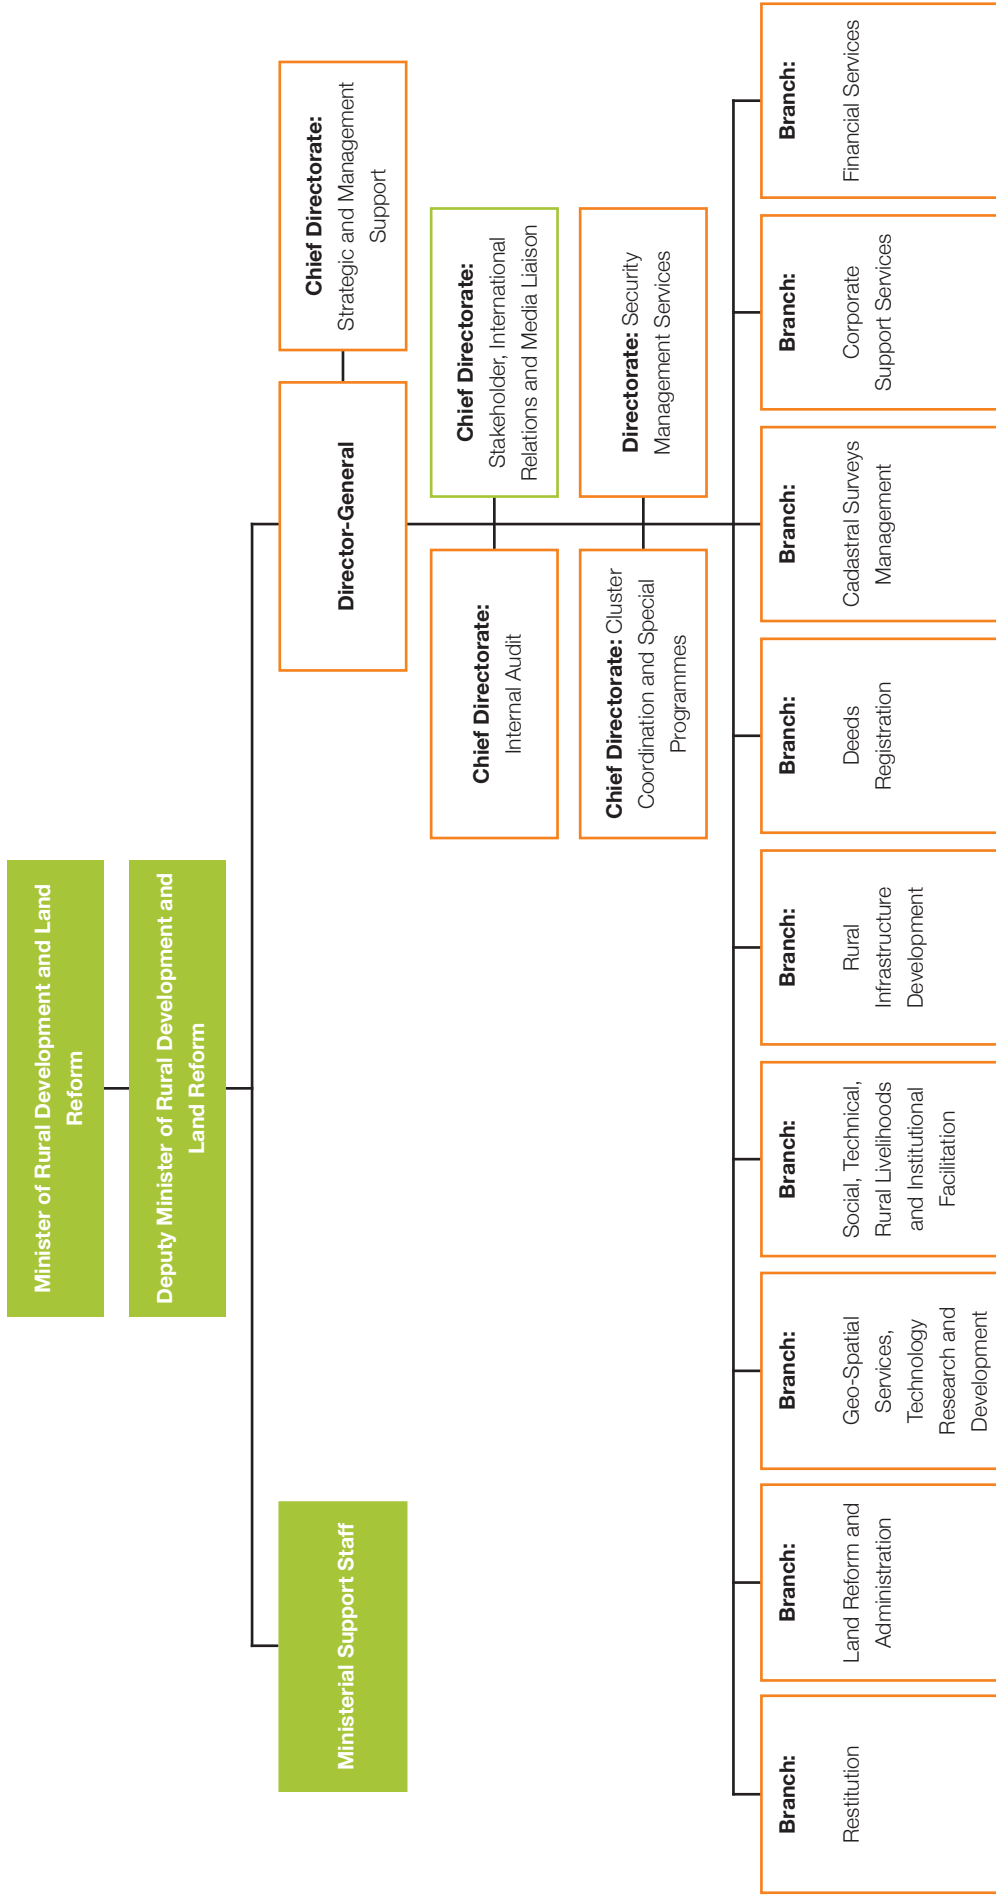 Minister of Rural Development and Land
Reform
Deputy Minister of Rural Development and
Land Reform
Ministerial Support Staff
Director-General
Chief Directorate:
Strategic and Management
Support
Chief Directorate:
Internal Audit
Chief Directorate:
Stakeholder, International
Relations and Media Liaison
Chief Directorate: Cluster
Coordination and Special
Programmes
Directorate: Security
Management Services
Branch:
Restitution
Branch:
Land Reform and
Administration
Branch:
Geo-Spatial
Services,
Technology
Research and
Development
Branch:
Social, Technical,
Rural Livelihoods
and Institutional
Facilitation
Branch:
Rural
Infrastructure
Development
Branch:
Deeds
Registration
Branch:
Cadastral Surveys
Management
Branch:
Corporate
Support Services
Branch:
Financial Services